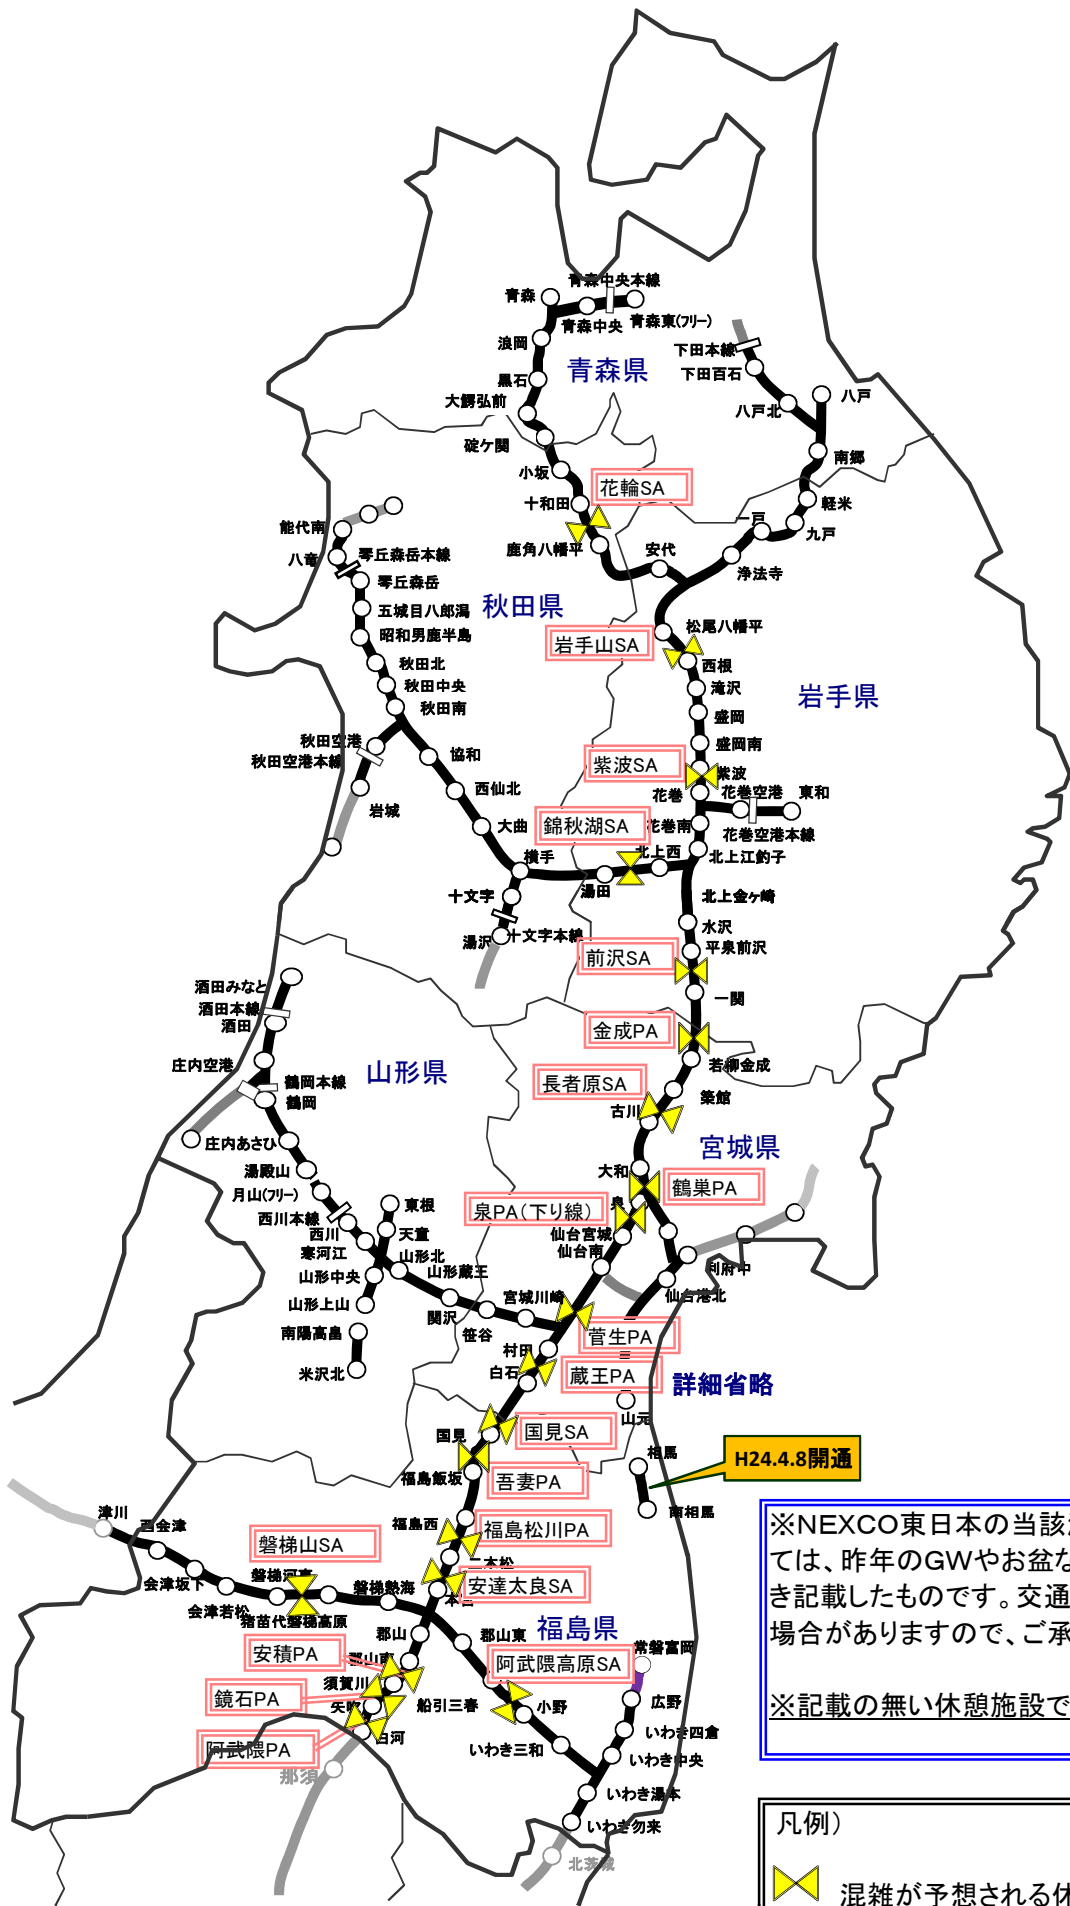 青森中央本線
青森
青森中央
青森東(フリー)
浪岡
下田本線
青森県
下田百石
黒石
八戸
大鰐弘前
八戸北
碇ケ関
南郷
小坂
花輪SA
十和田
軽米
一戸
能代南
九戸
鹿角八幡平
安代
琴丘森岳本線
八竜
浄法寺
琴丘森岳
秋田県
五城目八郎潟
松尾八幡平
昭和男鹿半島
岩手山SA
秋田北
西根
秋田中央
滝沢
岩手県
秋田南
盛岡
秋田空港
盛岡南
協和
秋田空港本線
紫波SA
紫波
西仙北
花巻
花巻空港
東和
岩城
大曲
錦秋湖SA
花巻南
花巻空港本線
横手
北上西
北上江釣子
湯田
十文字
北上金ヶ崎
水沢
湯沢
十文字本線
平泉前沢
前沢SA
酒田みなと
一関
酒田本線
酒田
金成PA
庄内空港
山形県
若柳金成
鶴岡本線
長者原SA
鶴岡
築館
古川
庄内あさひ
宮城県
湯殿山
大和
月山(フリー)
鶴巣PA
東根
泉PA(下り線)
泉
西川本線
西川
天童
仙台宮城
寒河江
仙台南
山形北
利府中
山形中央
山形蔵王
仙台港北
山形上山
関沢
宮城川崎
南陽高畠
笹谷
菅生PA
村田
米沢北
白石
蔵王PA
詳細省略
山元
国見
国見SA
相馬
H24.4.8開通
福島飯坂
吾妻PA
南相馬
津川
西会津
福島西
福島松川PA
磐梯山SA
二本松
会津坂下
磐梯河東
磐梯熱海
安達太良SA
本宮
会津若松
猪苗代磐梯高原
福島県
郡山
郡山東
常磐富岡
安積PA
郡山南
阿武隈高原SA
須賀川
鏡石PA
矢吹
船引三春
小野
広野
阿武隈PA
白河
いわき三和
いわき四倉
いわき中央
那須
いわき湯本
いわき勿来
北茨城
※NEXCO東日本の当該
ては、昨年のGWやお盆な
き記載したものです。交通
場合がありますので、ご承
※記載の無い休憩施設で
凡例)
混雑が予想される休